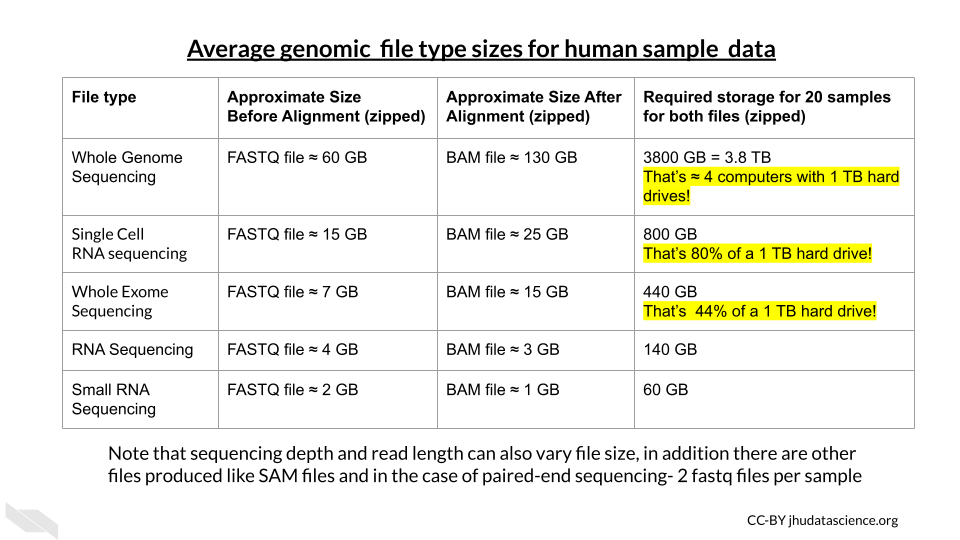 Average genomic file type sizes for human sample data
File type
Approximate Size
Before Alignment (zipped)
Approximate Size After
Alignment (zipped)
Required storage for 20 samples
for both files (zipped)
Whole Genome
Sequencing
FASTQ file ≈ 60 GB
BAM file ≈ 130 GB
3800 GB = 3.8 TB
That's ≈ 4 computers with 1 TB hard
drives!
Single Cell
RNA sequencing
FASTQ file ≈ 15 GB
BAM file ≈ 25 GB
800 GB
That's 80% of a 1 TB hard drive!
Whole Exome
Sequencing
FASTQ file ≈ 7 GB
BAM file ≈ 15 GB
440 GB
That's 44% of a 1 TB hard drive!
RNA Sequencing
FASTQ file ≈ 4 GB
BAM file ≈ 3 GB
140 GB
Small RNA
Sequencing
FASTQ file ≈ 2 GB
BAM file ≈ 1 GB
60 GB
Note that sequencing depth and read length can also vary file size, in addition there are other
files produced like SAM files and in the case of paired-end sequencing- 2 fastq files per sample
CC-BY jhudatascience.org